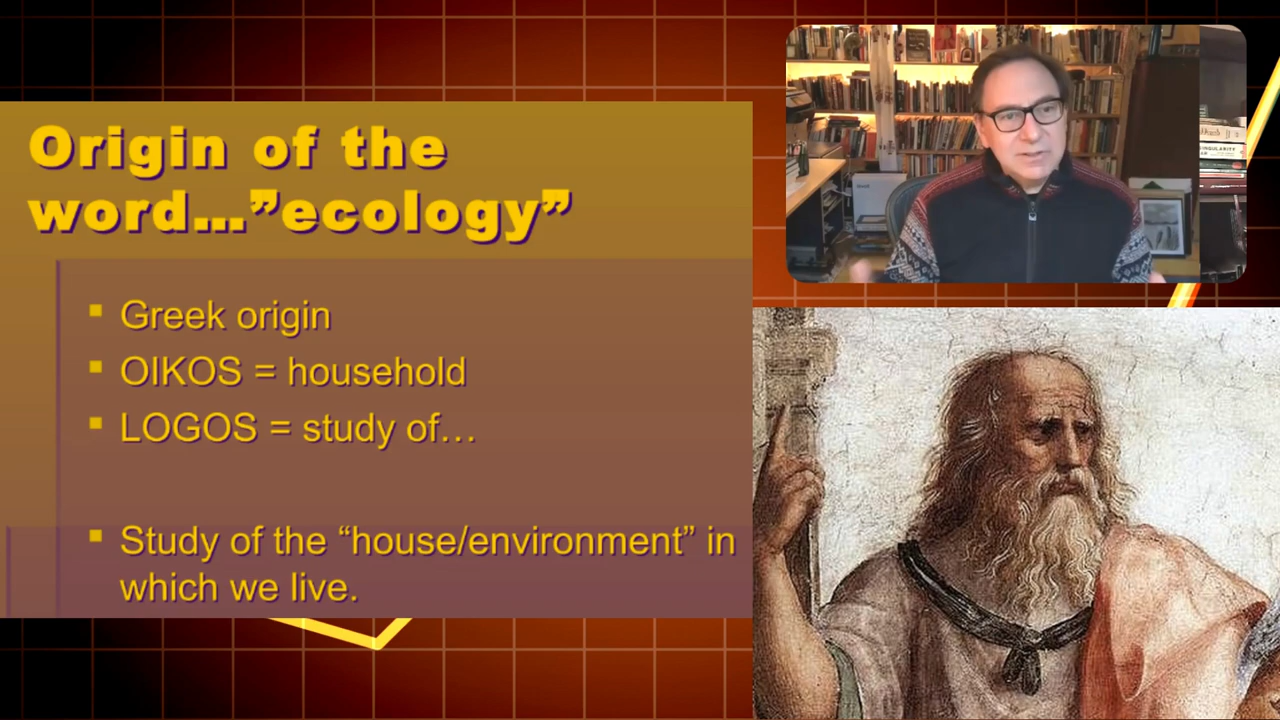 Origin of the
word…”ecology”
▪ Greek origin
▪ OIKOS = household
▪ LOGOS = study of…
▪ Study of the “house/environment” in
which we live.